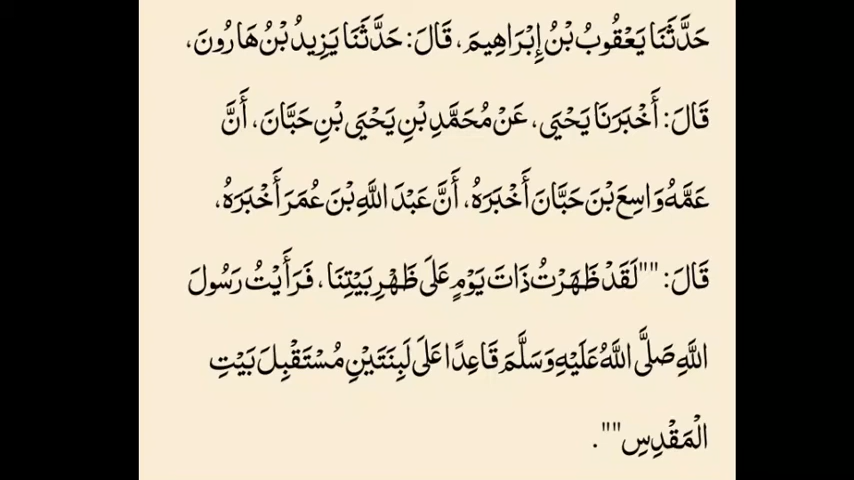 حَدَّثَنَا يَعْقُوبُ بْنُ إِبْرَاهِيمَ، قَالَ: حَدَّثَنَا يَزِيدُ بْنُ هَارُونَ،
قَالَ: أَخْبَرَنَا يَحْيَى، عَنْ مُحَمَّدِ بْنِ يَحْيَى بْنِ حَبَّانَ، أَنَّ
عَمَّهُ وَاسِعَ بْنَ حَبَّانَ أَخْبَرَهُ، أَنَّ عَبْدَ اللَّهِ بْنَ عُمَرَ أَخْبَرَهُ،
قَالَ: ""لَقَدْ ظَهَرْتُ ذَاتَ يَوْمٍ عَلَى ظَهْرِ بَيْتِنَا، فَرَأَيْتُ رَسُولَ
اللَّهِ صَلَّى اللَّهُ عَلَيْهِ وَسَلَّمَ قَاعِدًا عَلَى لَبِنَتَيْنِ مُسْتَقْبِلَ بَيْتِ
الْمَقْدِسِ"".